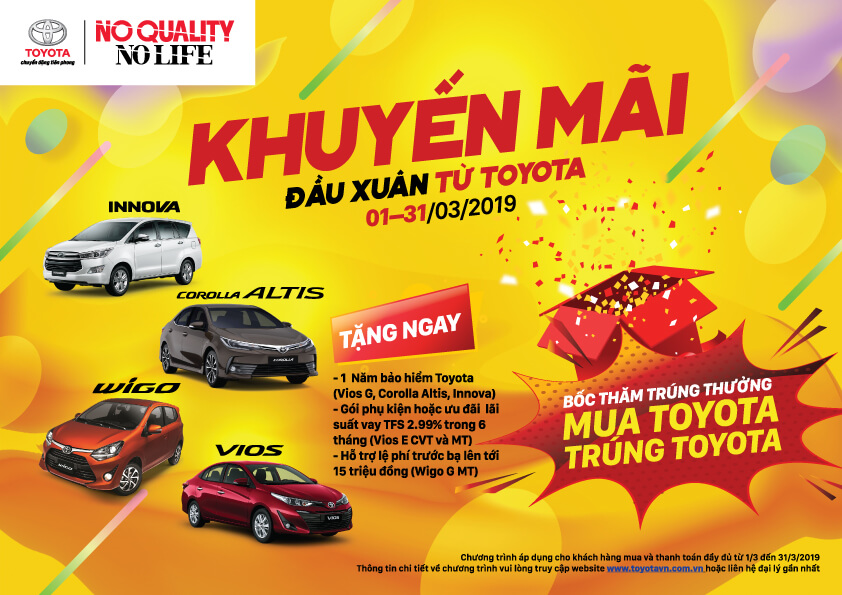 TOYOTA
chuyển động tiên phong
NO QUALITY
NO LIFE
KHUYẾN MÃI
ĐẦU XUÂN TỪ TOYOTA
01–31/03/2019
INNOVA
COROLLA ALTIS
COROLLA
WIGO
WIGO
VIOS
VIOS
TẶNG NGAY
- 1 Năm bảo hiểm Toyota
(Vios G, Corolla Altis, Innova)
- Gói phụ kiện hoặc ưu đãi lãi
suất vay TFS 2.99% trong 6
tháng (Vios E CVT và MT)
- Hỗ trợ lệ phí trước bạ lên tới
15 triệu đồng (Wigo G MT)
BỐC THĂM TRÚNG THƯỞNG
MUA TOYOTA
TRÚNG TOYOTA
Chương trình áp dụng cho khách hàng mua và thanh toán đầy đủ từ 1/3 đến 31/3/2019
Thông tin chi tiết về chương trình vui lòng truy cập website www.toyotavn.com.vn hoặc liên hệ đại lý gần nhất